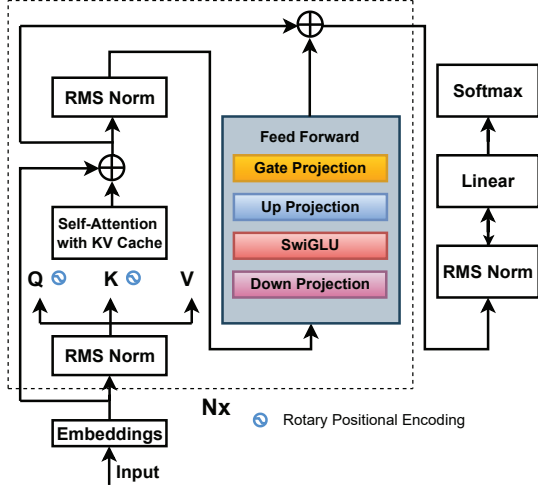 RMS Norm
Feed Forward
Gate Projection
Up Projection
SwiGLU
Down Projection
Softmax
Linear
RMS Norm
Self-Attention
with KV Cache
Q K V
RMS Norm
Nx
Rotary Positional Encoding
Embeddings
Input